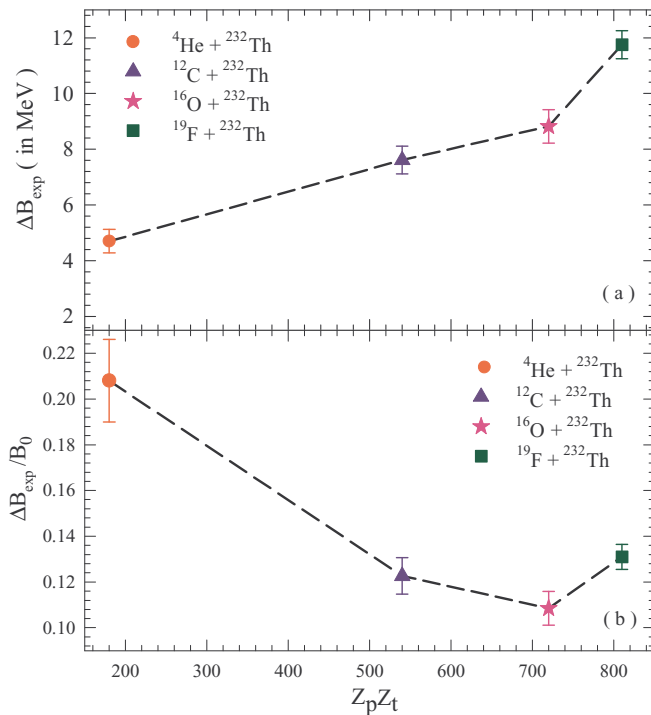 12
10
8
6
4
2
ΔB_exp ( in MeV )
⁴He + ²³²Th
¹²C + ²³²Th
¹⁶O + ²³²Th
¹⁹F + ²³²Th
( a )
0.22
0.20
0.18
0.16
0.14
0.12
0.10
ΔB_exp /B_0
⁴He + ²³²Th
¹²C + ²³²Th
¹⁶O + ²³²Th
¹⁹F + ²³²Th
( b )
200 300 400 500 600 700 800
Z_pZ_t